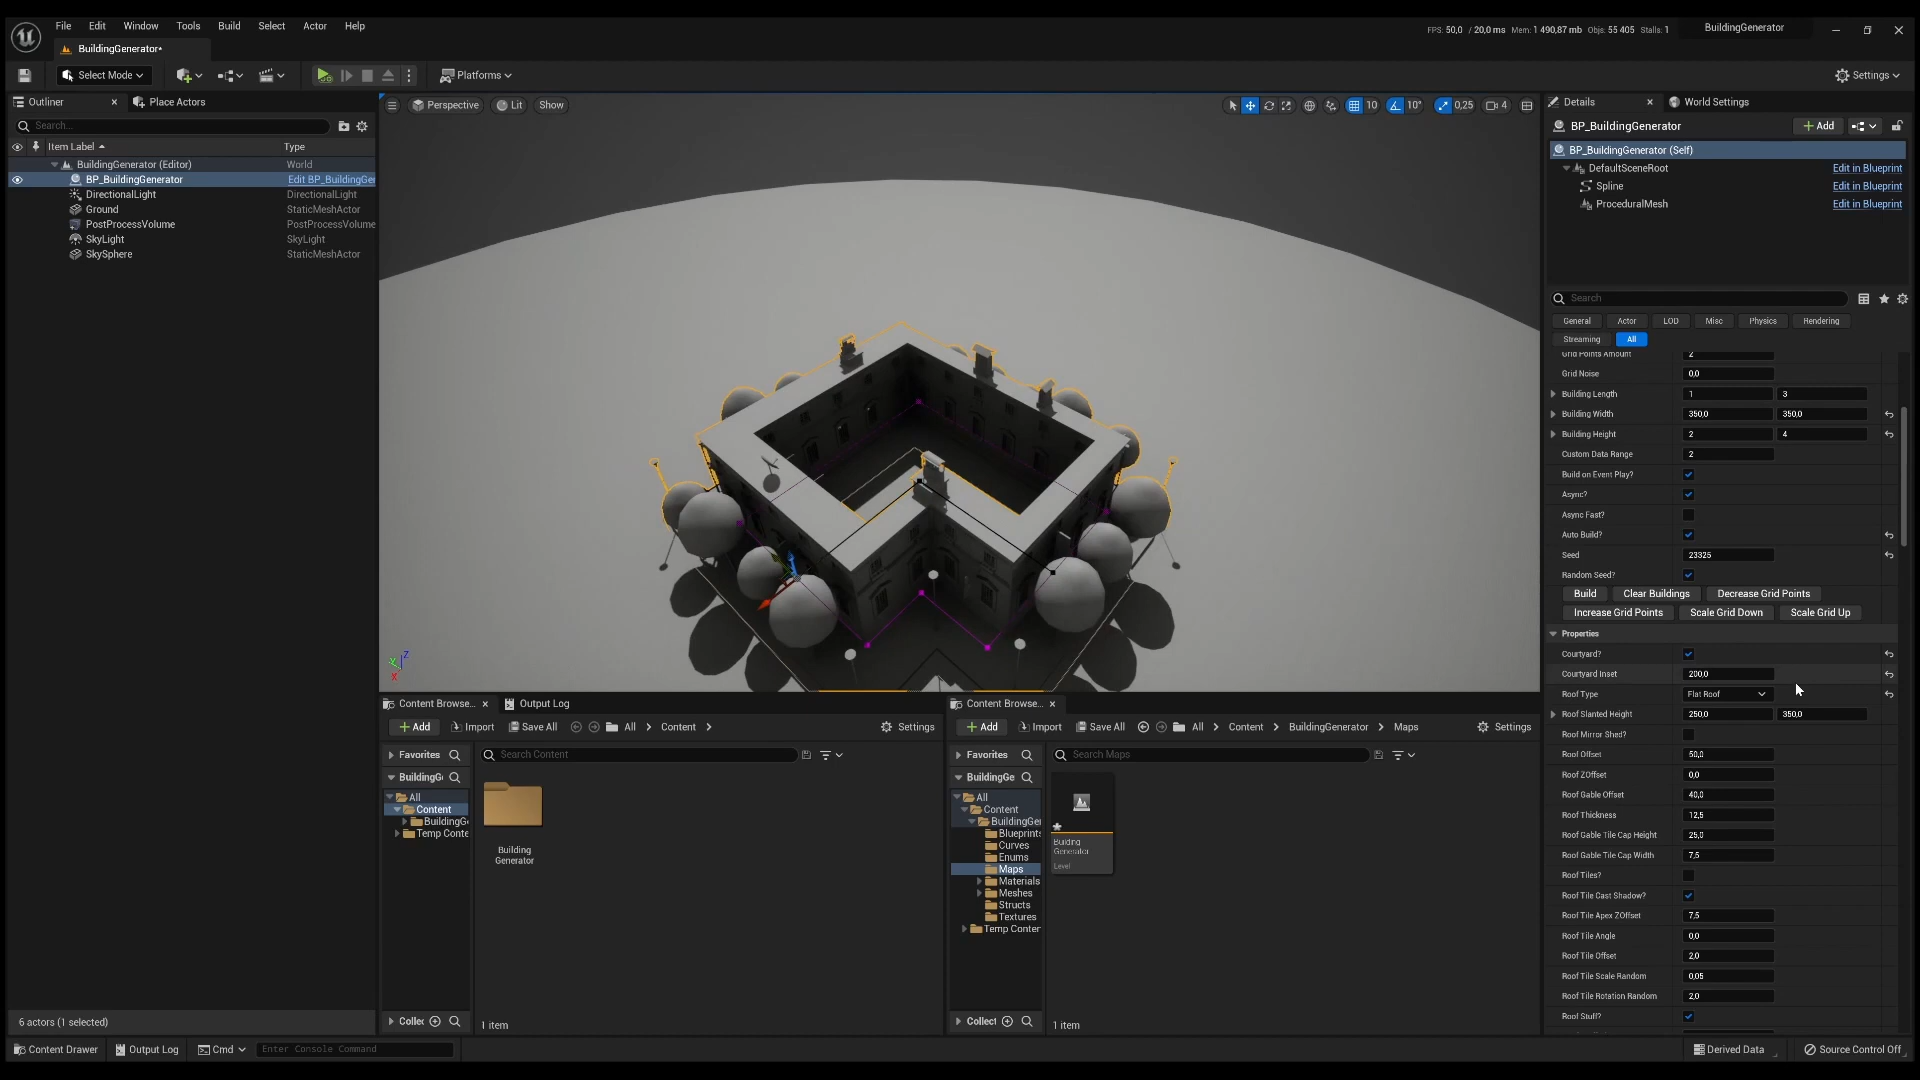 File Edit Window Tools Build Select Actor Help
FPS: 50,0 / 20,0 ms Mem: 1 490,87 mb Objs: 55 405 Stalls: 1
BuildingGenerator
BuildingGenerator•
Select Mode
Platforms
Settings
Outliner
Place Actors
Search...
Item Label Type
BuildingGenerator (Editor) World
BP_BuildingGenerator Edit BP_BuildingGer
DirectionalLight DirectionalLight
Ground StaticMeshActor
PostProcessVolume PostProcessVolume
SkyLight SkyLight
SkySphere StaticMeshActor
6 actors (1 selected)
Perspective Lit Show
10 10° 0,25 4
Z
X
Content Browse... Output Log
Add Import Save All All Content Settings
Favorites Search Content
BuildingG
All
Content
BuildingG
Temp Conte
Building
Generator
Collec 1 item
Content Browse...
Add Import Save All All Content BuildingGenerator Maps Settings
Favorites Search Maps
BuildingGe
All
Content
BuildingGer
Blueprints
Curves
Enums
Maps
Materials
Meshes
Structs
Textures
Temp Conter
Building
Generator
Level
Collect 1 item
Details World Settings
BP_BuildingGenerator Add
BP_BuildingGenerator (Self)
DefaultSceneRoot Edit in Blueprint
Spline Edit in Blueprint
ProceduralMesh Edit in Blueprint
Search
General Actor LOD Misc Physics Rendering
Streaming All
Grid Points Amount 2
Grid Noise 0,0
Building Length 1 3
Building Width 350,0 350,0
Building Height 2 4
Custom Data Range 2
Build on Event Play?
Async?
Async Fast?
Auto Build?
Seed 23325
Random Seed?
Build Clear Buildings Decrease Grid Points
Increase Grid Points Scale Grid Down Scale Grid Up
Properties
Courtyard?
Courtyard Inset 200,0
Roof Type Flat Roof
Roof Slanted Height 250,0 350,0
Roof Mirror Shed?
Roof Offset 50,0
Roof ZOffset 0,0
Roof Gable Offset 40,0
Roof Thickness 12,5
Roof Gable Tile Cap Height 25,0
Roof Gable Tile Cap Width 7,5
Roof Tiles?
Roof Tile Cast Shadow?
Roof Tile Apex ZOffset 7,5
Roof Tile Angle 0,0
Roof Tile Offset 2,0
Roof Tile Scale Random 0,05
Roof Tile Rotation Random 2,0
Roof Stuff?
Content Drawer Output Log Cmd Enter Console Command
Derived Data Source Control Off